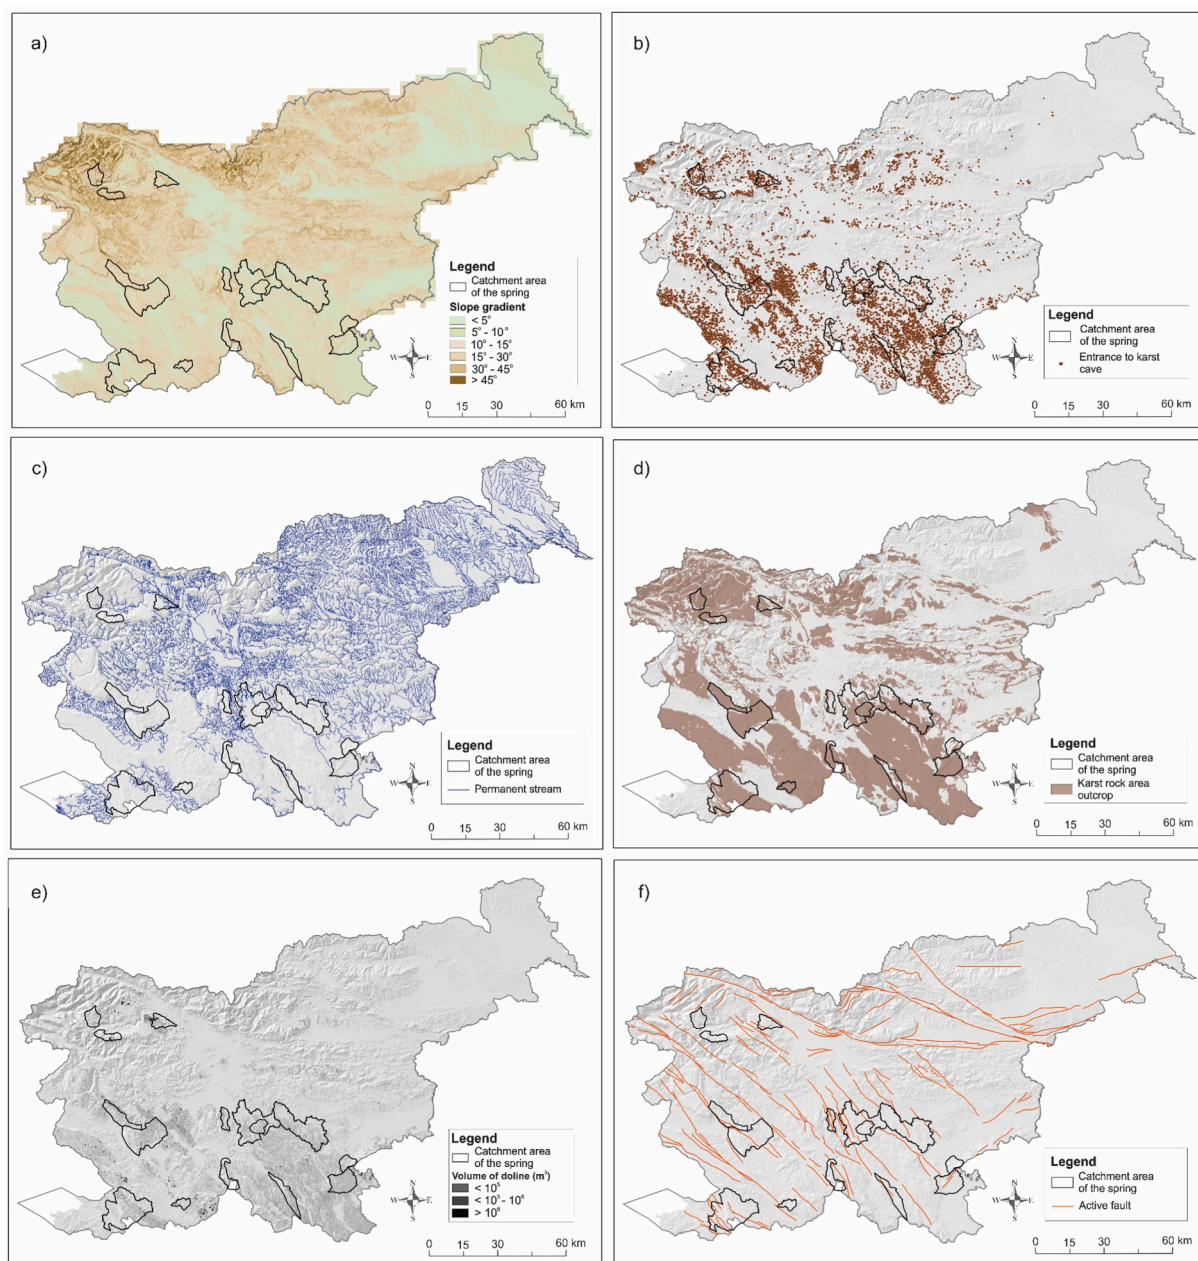 a)
Legend
Catchment area
of the spring
Slope gradient
< 5°
5° - 10°
10° - 15°
15° - 30°
30° - 45°
> 45°
N
W E
S
0 15 30 60 km
b)
Legend
Catchment area
of the spring
Entrance to karst
cave
N
W E
S
0 15 30 60 km
c)
Legend
Catchment area
of the spring
Permanent stream
N
W E
S
0 15 30 60 km
d)
Legend
Catchment area
of the spring
Karst rock area
outcrop
N
W E
S
0 15 30 60 km
e)
Legend
Catchment area
of the spring
Volume of doline (m³)
< 10⁵
< 10⁵ - 10⁶
> 10⁶
N
W E
S
0 15 30 60 km
f)
Legend
Catchment area
of the spring
Active fault
N
W E
S
0 15 30 60 km